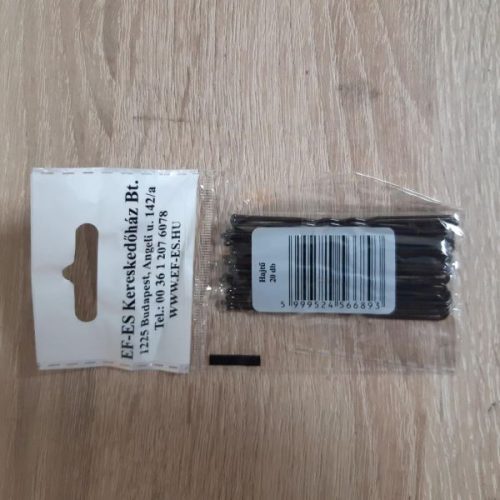 EF-ES Kereskedőház Bt.
1225 Budapest, Angeli u. 142/a
Tel.: 00 36 1 207 6078
WWW.EF-ES.HU
Hajtű
20 db
5 999524 566893